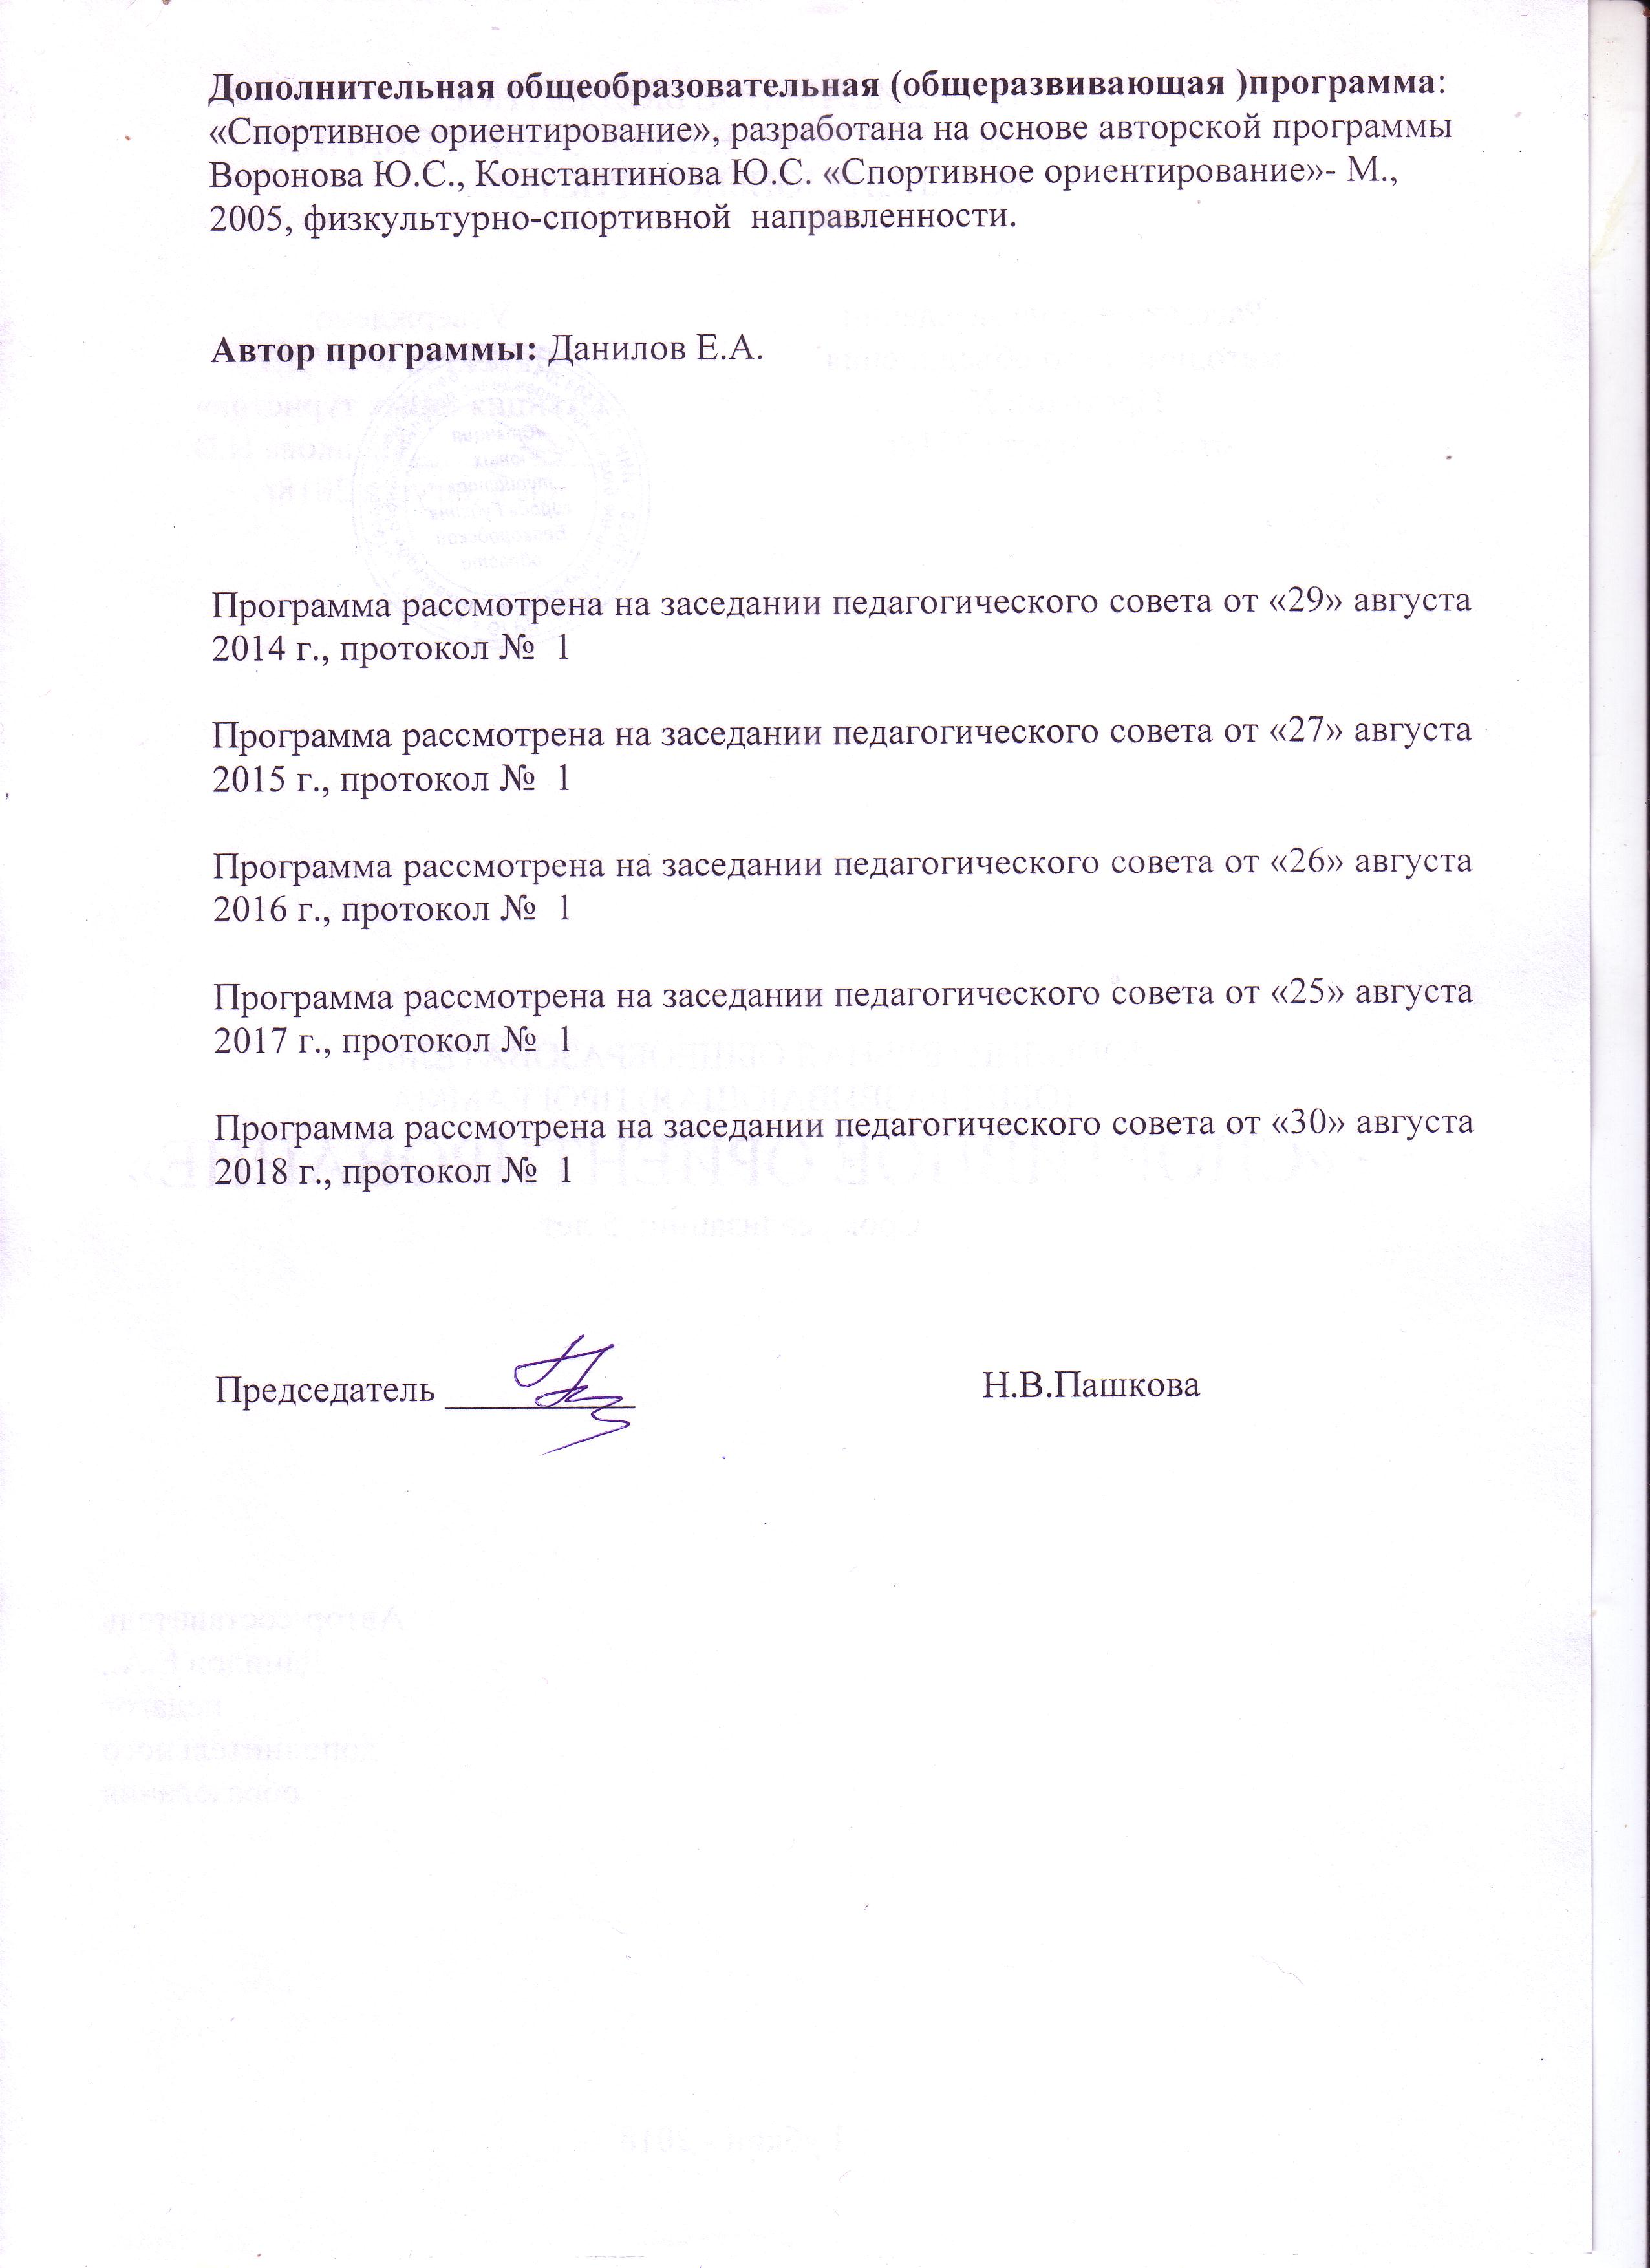 Дополнительная общеобразовательная (общеразвивающая )программа:
«Спортивное ориентирование», разработана на основе авторской программы
Воронова Ю.С., Константинова Ю.С. «Спортивное ориентирование»- М.,
2005, физкультурно-спортивной  направленности.
Автор программы: Данилов Е.А.
Программа рассмотрена на заседании педагогического совета от «29» августа
2014 г., протокол №  1
Программа рассмотрена на заседании педагогического совета от «27» августа
2015 г., протокол №  1
Программа рассмотрена на заседании педагогического совета от «26» августа
2016 г., протокол №  1
Программа рассмотрена на заседании педагогического совета от «25» августа
2017 г., протокол №  1
Программа рассмотрена на заседании педагогического совета от «30» августа
2018 г., протокол №  1
Председатель __________ Н.В.Пашкова